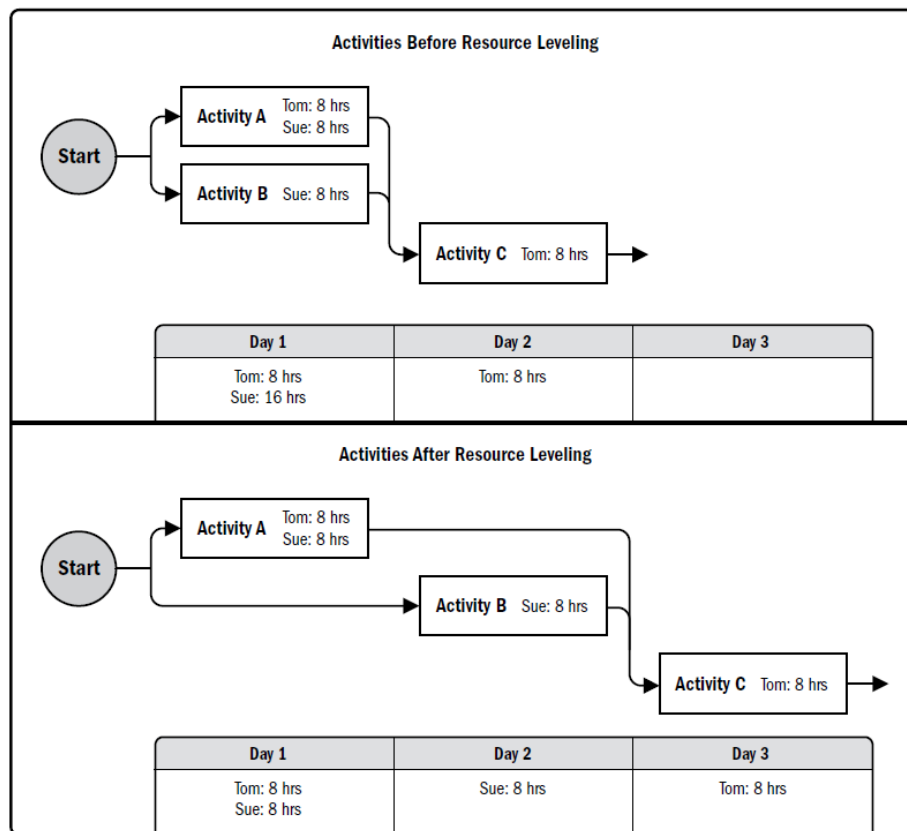 Activities Before Resource Leveling
Start
Activity A
Tom: 8 hrs
Sue: 8 hrs
Activity B
Sue: 8 hrs
Activity C
Tom: 8 hrs
Day 1
Day 2
Day 3
Tom: 8 hrs
Sue: 16 hrs
Tom: 8 hrs
Activities After Resource Leveling
Start
Activity A
Tom: 8 hrs
Sue: 8 hrs
Activity B
Sue: 8 hrs
Activity C
Tom: 8 hrs
Day 1
Day 2
Day 3
Tom: 8 hrs
Sue: 8 hrs
Sue: 8 hrs
Tom: 8 hrs